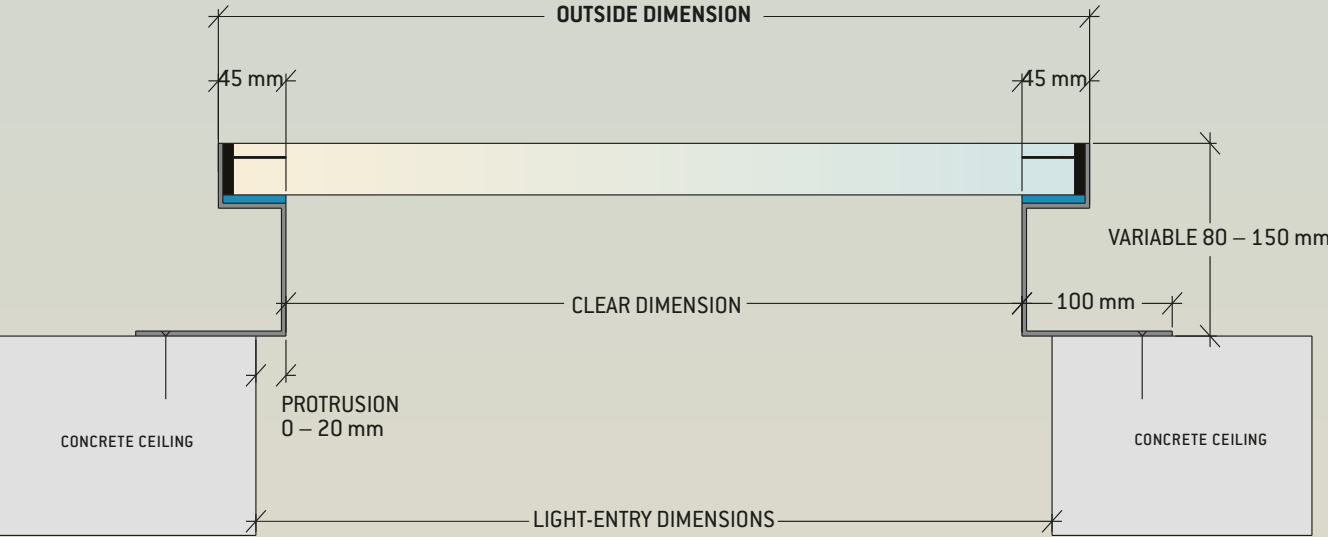 OUTSIDE DIMENSION
45 mm
45 mm
VARIABLE 80 – 150 mm
CLEAR DIMENSION
100 mm
PROTRUSION
0 – 20 mm
CONCRETE CEILING
CONCRETE CEILING
LIGHT-ENTRY DIMENSIONS